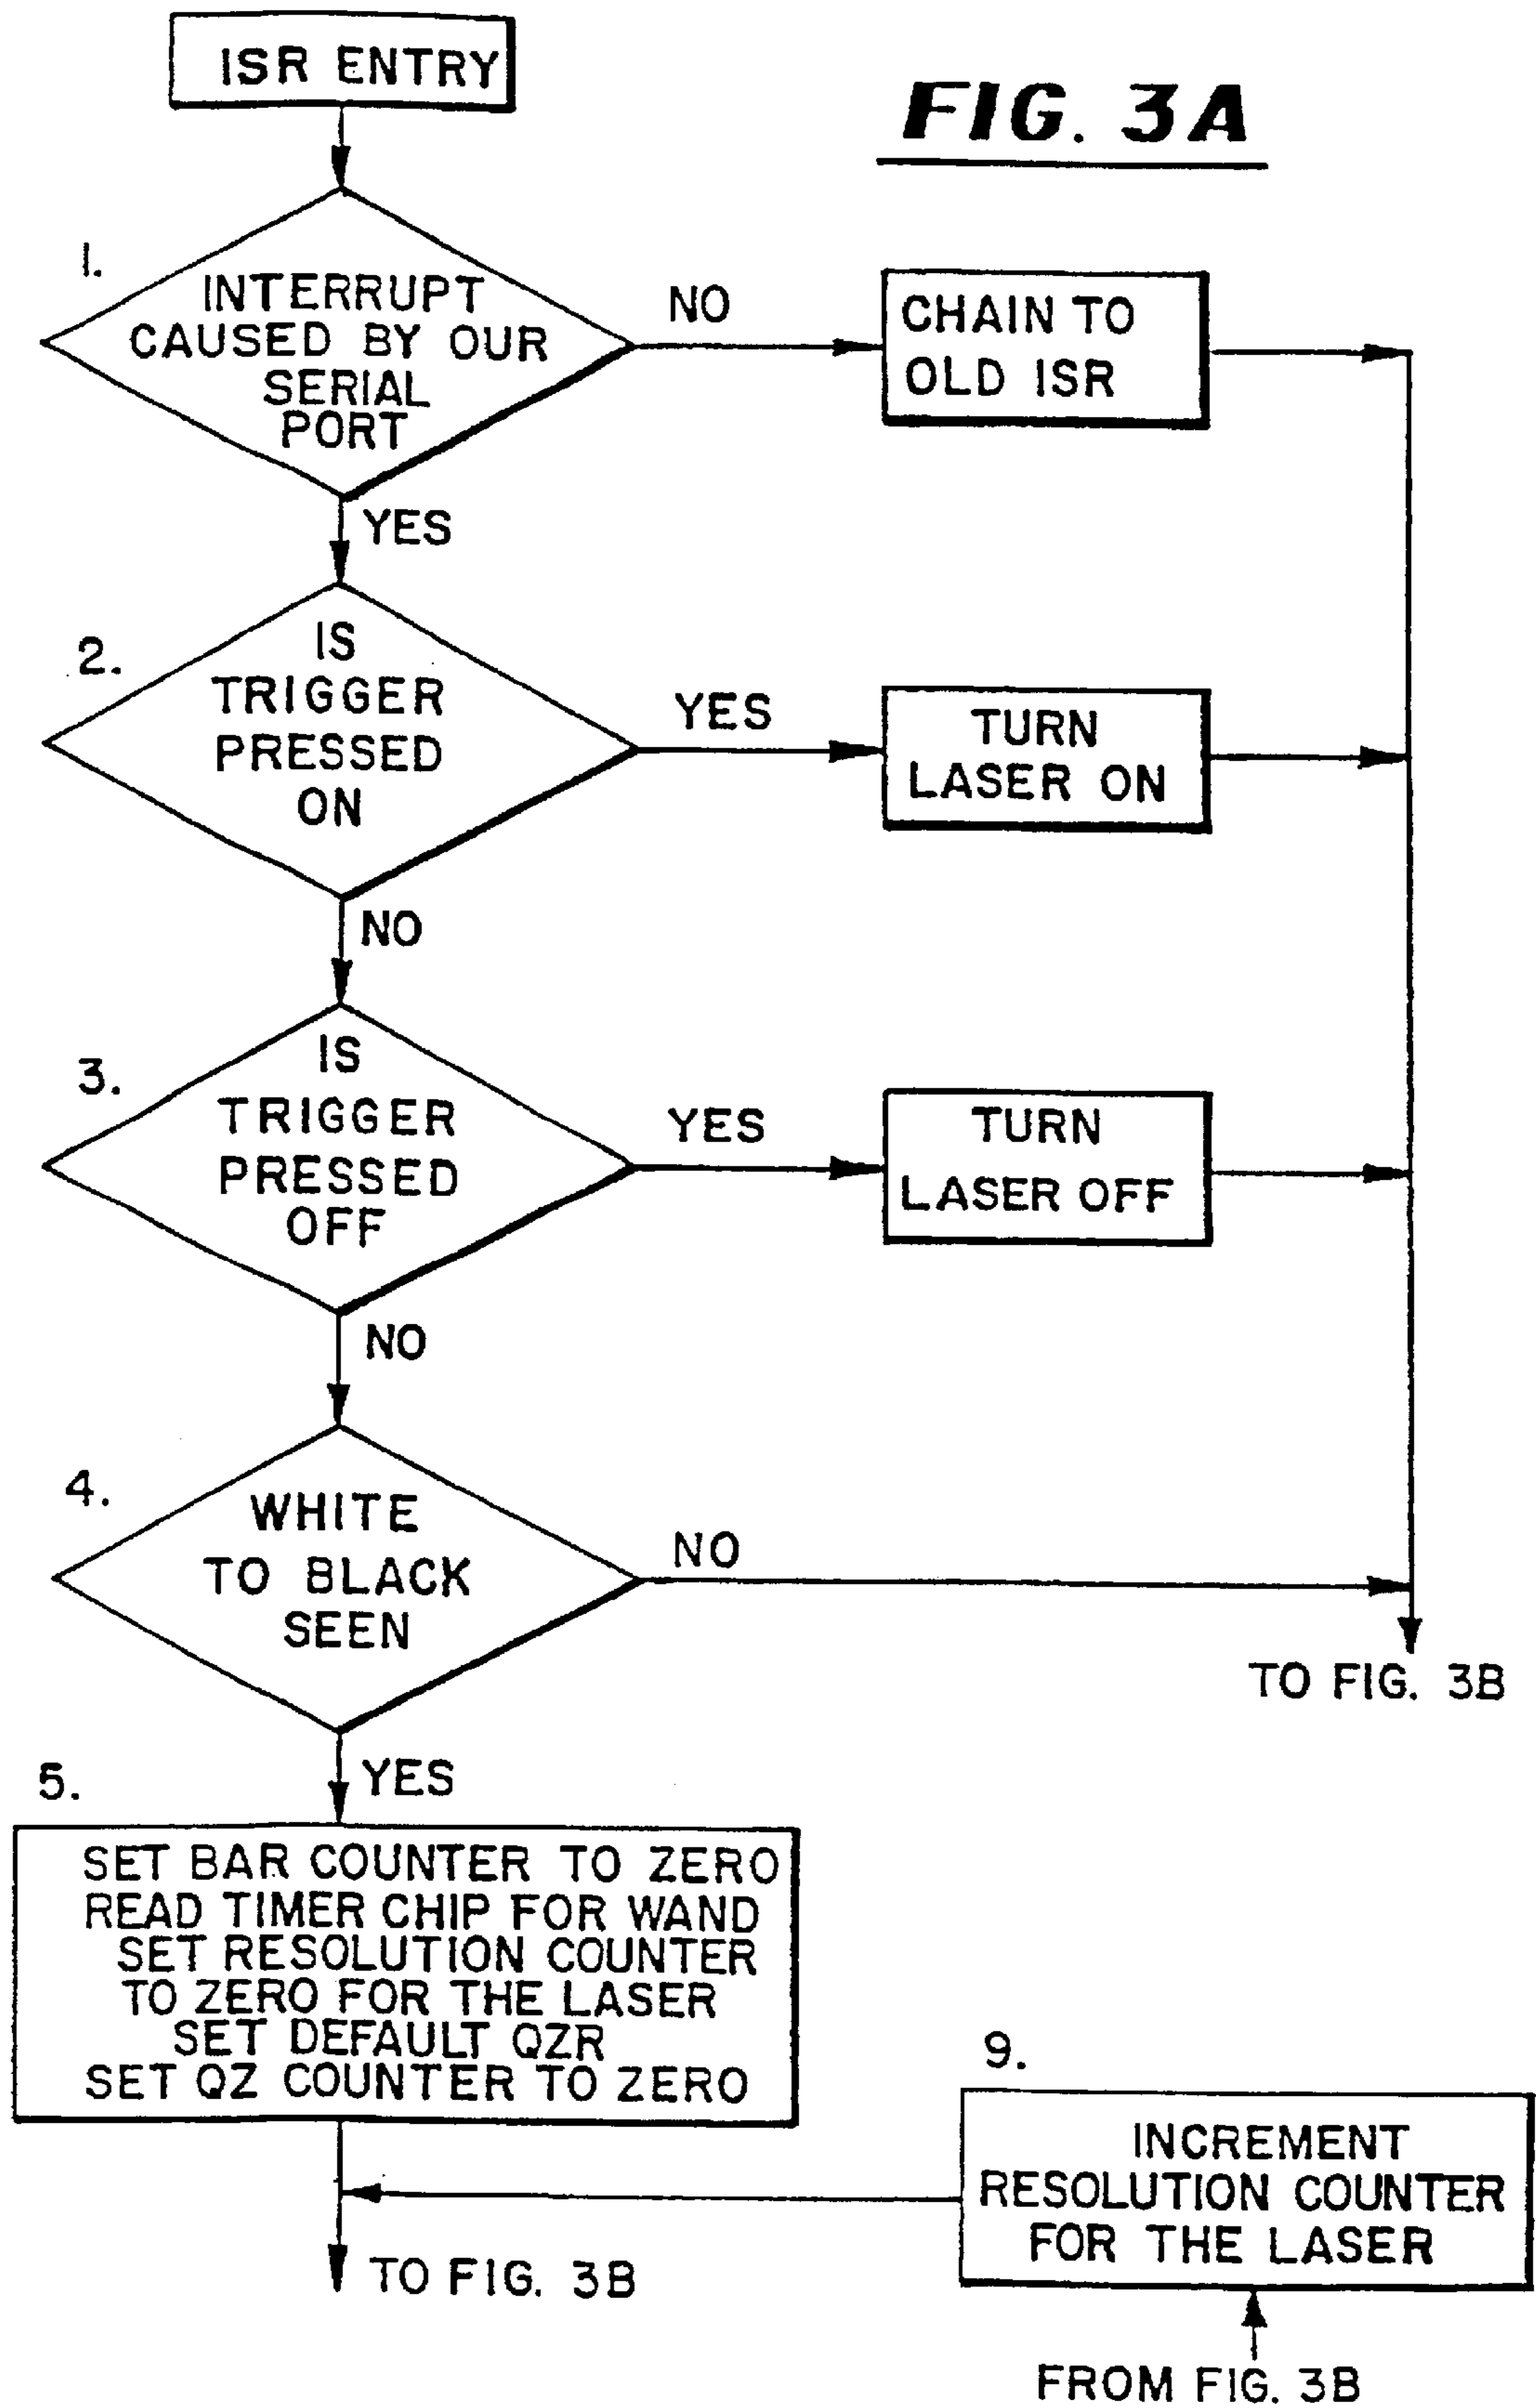 ISR ENTRY
FIG. 3A
1.
INTERRUPT
CAUSED BY OUR
SERIAL
PORT
NO
CHAIN TO
OLD ISR
YES
2.
IS
TRIGGER
PRESSED
ON
YES
TURN
LASER ON
NO
3.
IS
TRIGGER
PRESSED
OFF
YES
TURN
LASER OFF
NO
4.
WHITE
TO BLACK
SEEN
NO
TO FIG. 3B
YES
5.
SET BAR COUNTER TO ZERO
READ TIMER CHIP FOR WAND
SET RESOLUTION COUNTER
TO ZERO FOR THE LASER
SET DEFAULT QZR
SET QZ COUNTER TO ZERO
9.
INCREMENT
RESOLUTION COUNTER
FOR THE LASER
TO FIG. 3B
FROM FIG. 3B